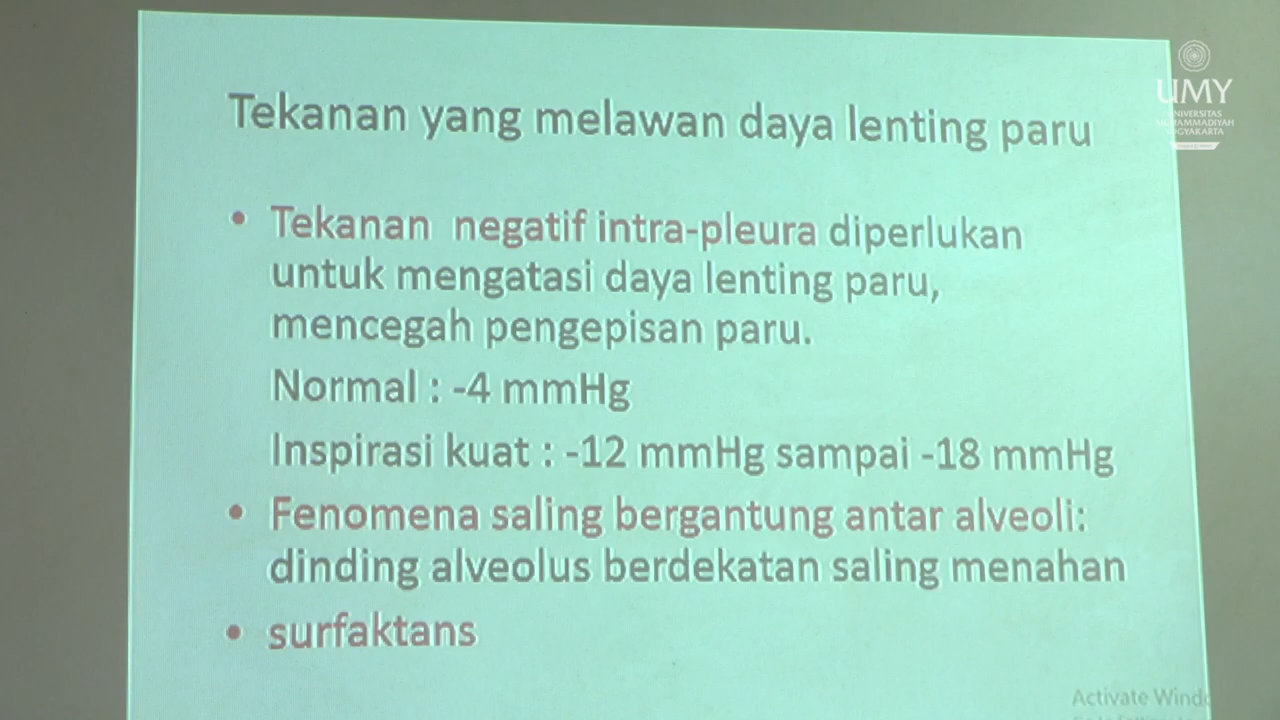 Tekanan yang melawan daya lenting paru
• Tekanan negatif intra-pleura diperlukan
untuk mengatasi daya lenting paru,
mencegah pengepisan paru.
Normal : -4 mmHg
Inspirasi kuat : -12 mmHg sampai -18 mmHg
• Fenomena saling bergantung antar alveoli:
dinding alveolus berdekatan saling menahan
• surfaktans
UMY
UNIVERSITAS
MUHAMMADIYAH
YOGYAKARTA
Activate